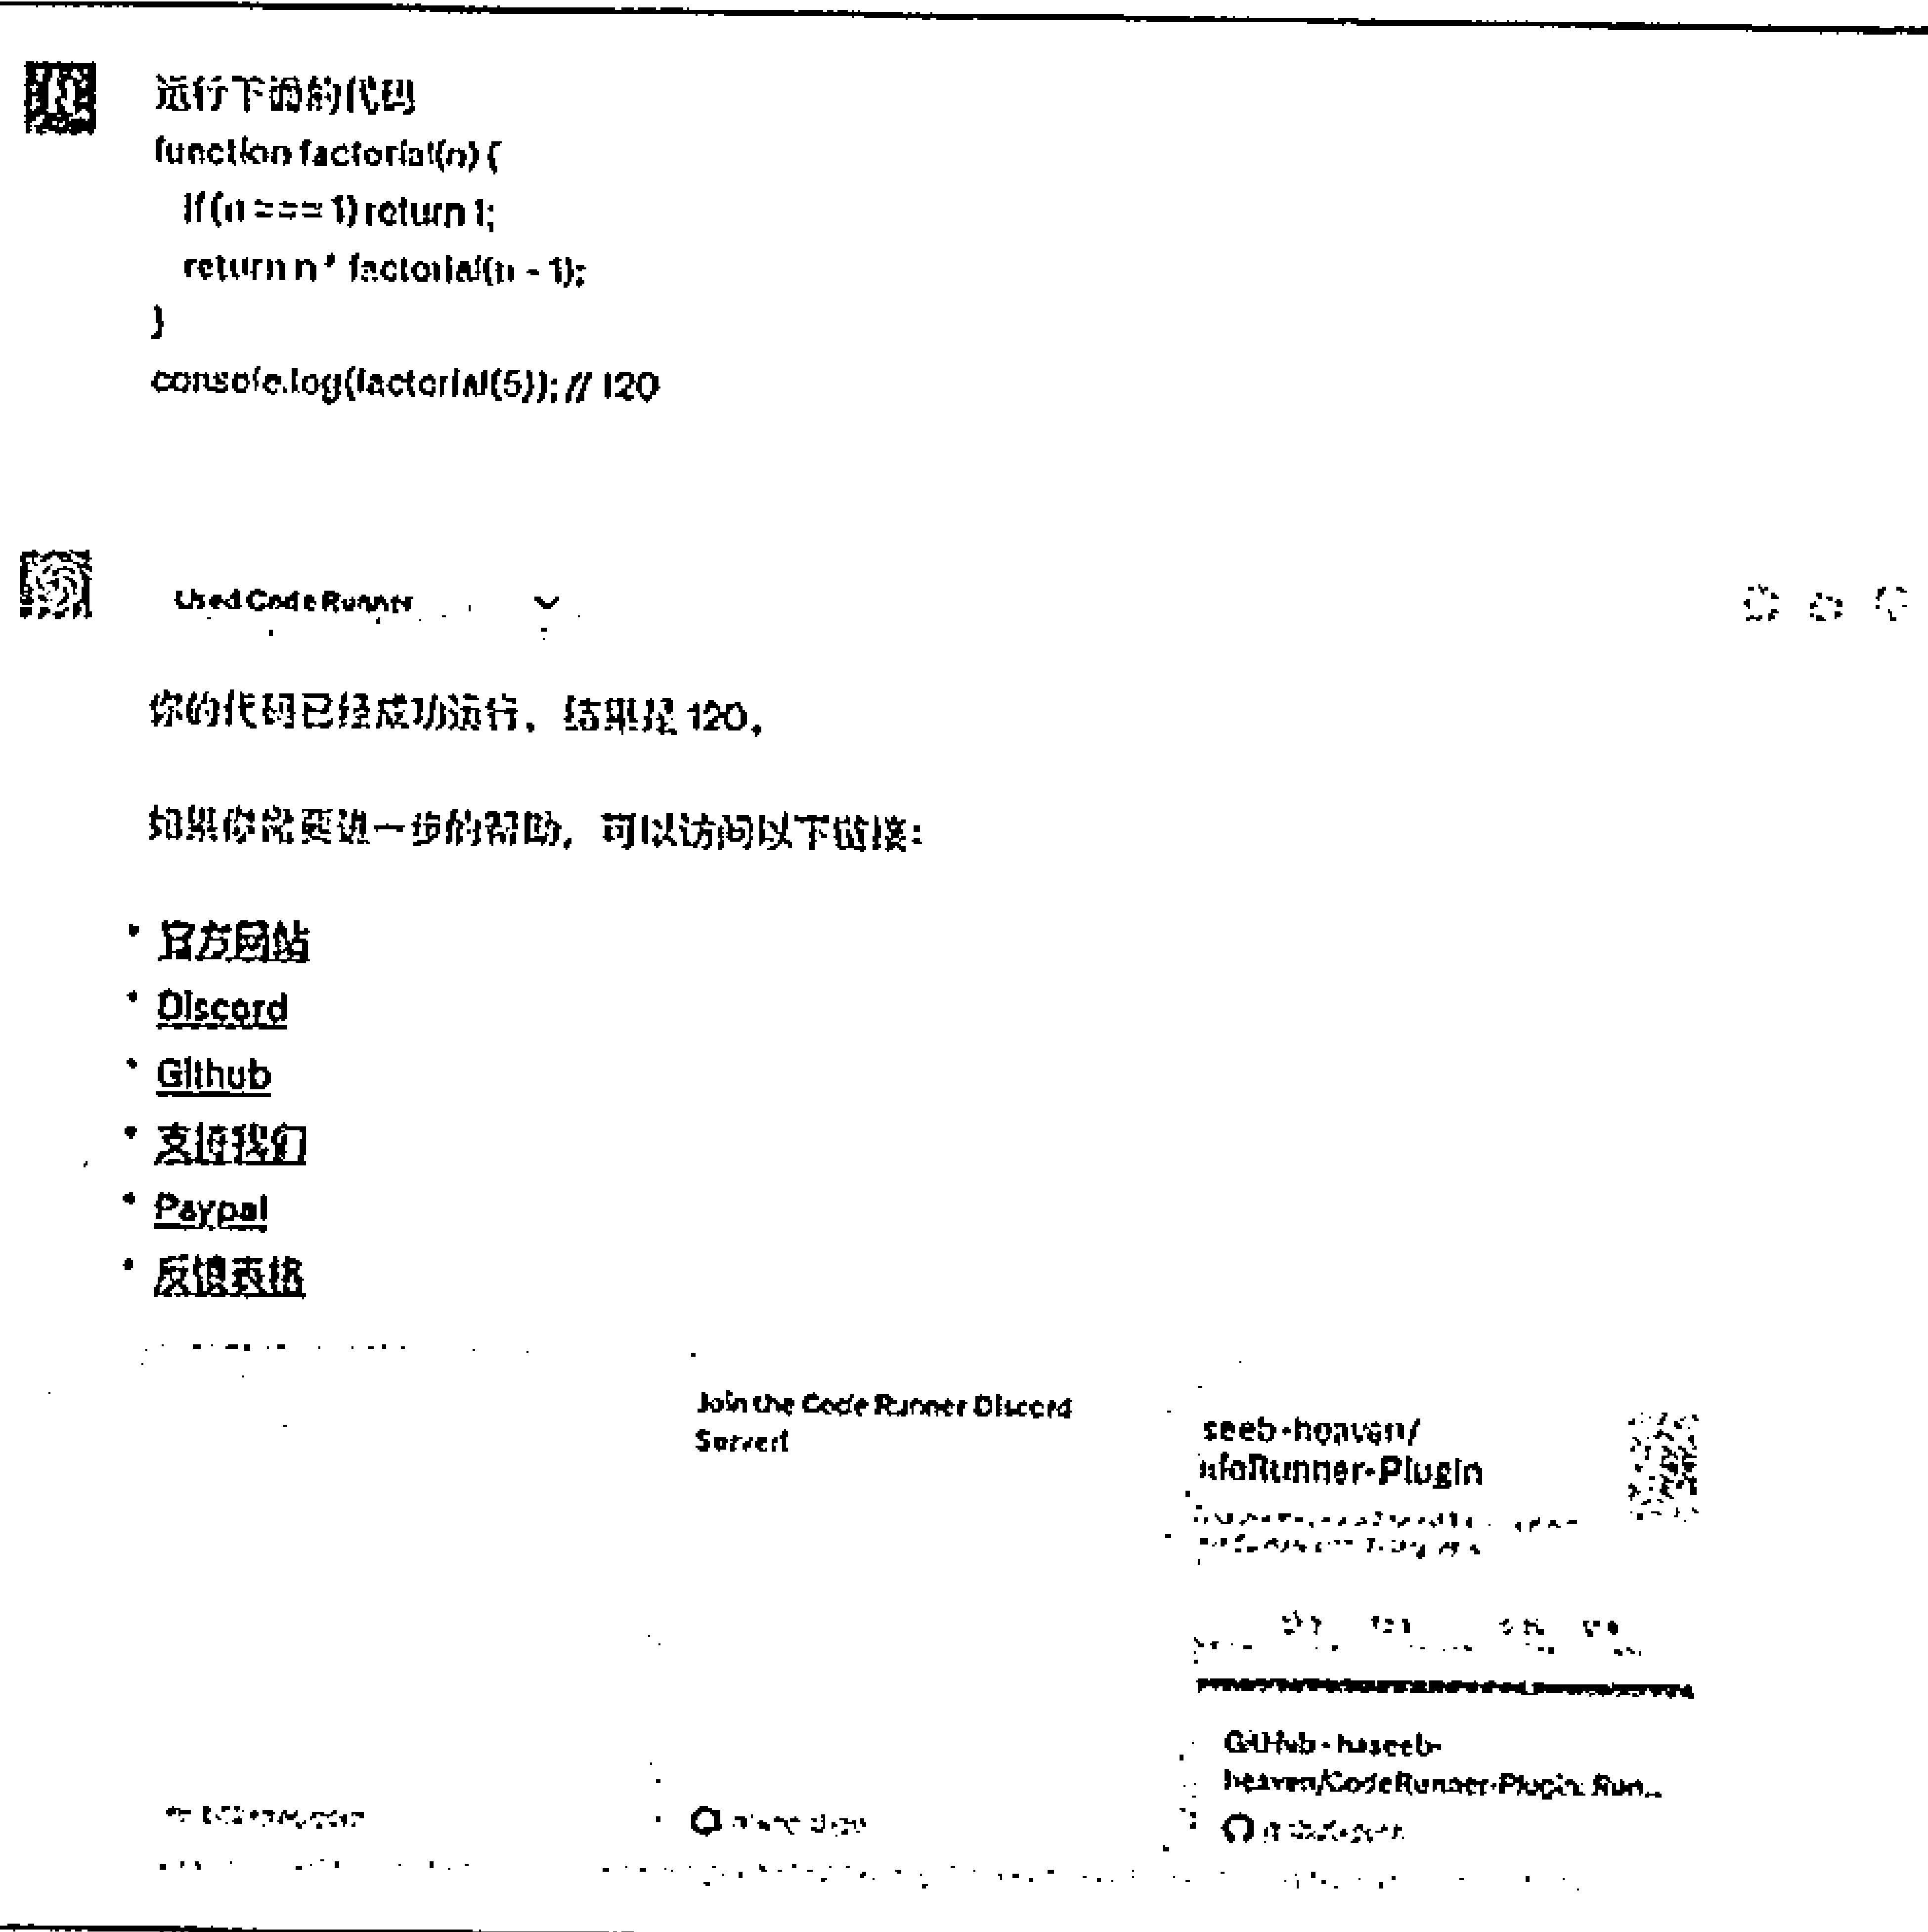 运行下面的代码
function factorial(n) {
if (n === 1) return 1;
return n * factorial(n - 1);
}
console.log(factorial(5)); // 120
Used Code Runner
你的代码已经成功运行，结果是 120。
如果你需要进一步的帮助，可以访问以下链接：
官方网站
Discord
Github
支持我们
Paypal
反馈表格
Join the Code Runner Discord
Server!
seeb-heaven/
deRunner-Plugin
GitHub - haseeb-
heaven/CodeRunner-Plugin: Run...